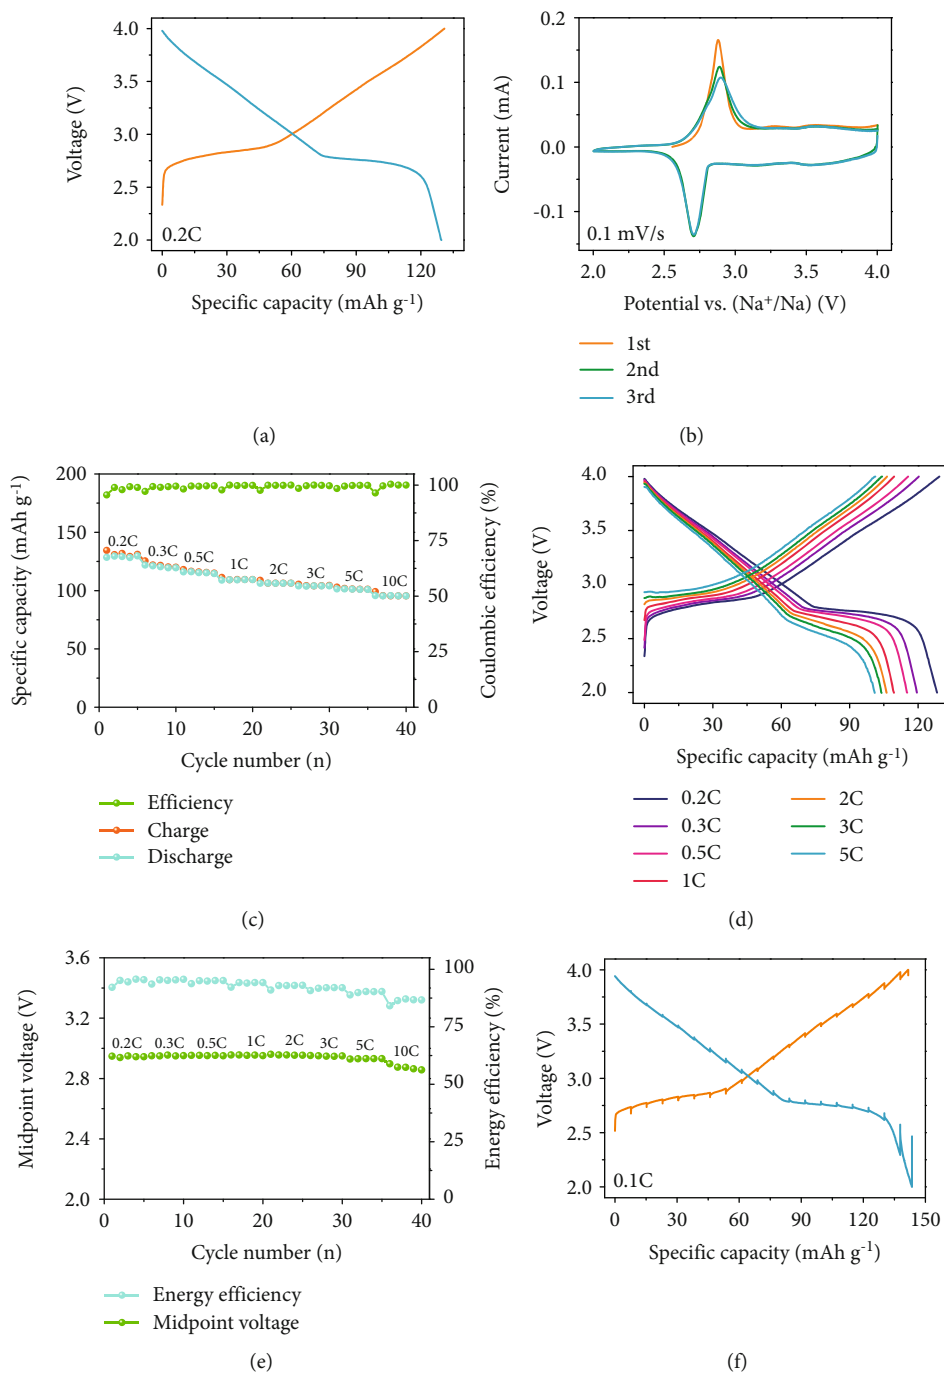 4.0
3.5
3.0
2.5
2.0
Voltage (V)
0.2C
0 30 60 90 120
Specific capacity (mAh g-1)
(a)
0.2
0.1
0.0
-0.1
Current (mA)
0.1 mV/s
2.0 2.5 3.0 3.5 4.0
Potential vs. (Na+/Na) (V)
1st
2nd
3rd
(b)
200
150
100
50
0
Specific capacity (mAh g-1)
0.2C 0.3C 0.5C 1C 2C 3C 5C 10C
100
75
50
25
0
Coulombic efficiency (%)
0 10 20 30 40
Cycle number (n)
Efficiency
Charge
Discharge
(c)
4.0
3.5
3.0
2.5
2.0
Voltage (V)
0 30 60 90 120
Specific capacity (mAh g-1)
0.2C 2C
0.3C 3C
0.5C 5C
1C
(d)
3.6
3.2
2.8
2.4
2.0
Midpoint voltage (V)
0.2C 0.3C 0.5C 1C 2C 3C 5C 10C
100
75
50
25
0
Energy efficiency (%)
0 10 20 30 40
Cycle number (n)
Energy efficiency
Midpoint voltage
(e)
4.0
3.5
3.0
2.5
2.0
Voltage (V)
0.1C
0 30 60 90 120 150
Specific capacity (mAh g-1)
(f)